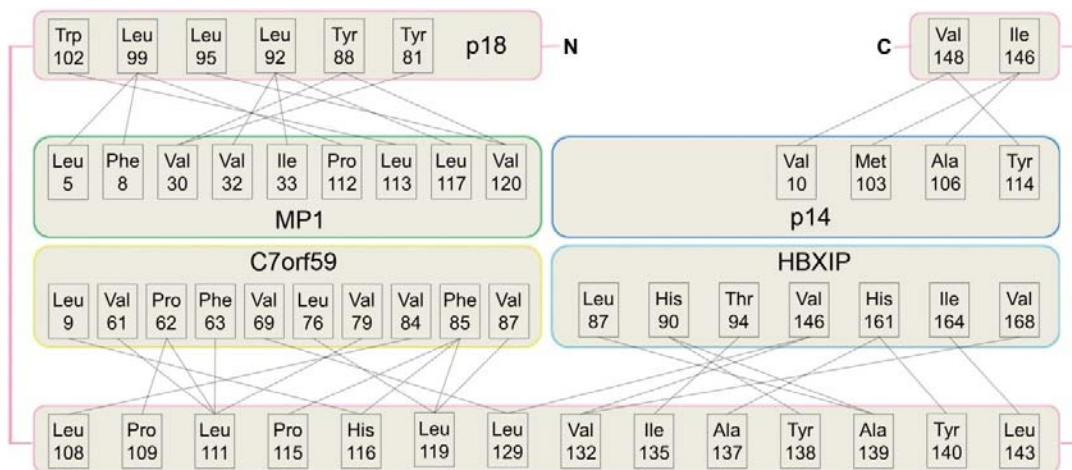 Trp Leu Leu Leu Tyr Tyr p18 N C Val Ile
102 99 95 92 88 81 148 146
Leu Phe Val Val Ile Pro Leu Leu Val Val Met Ala Tyr
5 8 30 32 33 112 113 117 120 10 103 106 114
MP1 p14
C7orf59 HBXIP
Leu Val Pro Phe Val Leu Val Val Phe Val Leu His Thr Val His Ile Val
9 61 62 63 69 76 79 84 85 87 87 90 94 146 161 164 168
Leu Pro Leu Pro His Leu Leu Val Ile Ala Tyr Ala Tyr Leu
108 109 111 115 116 119 129 132 135 137 138 139 140 143